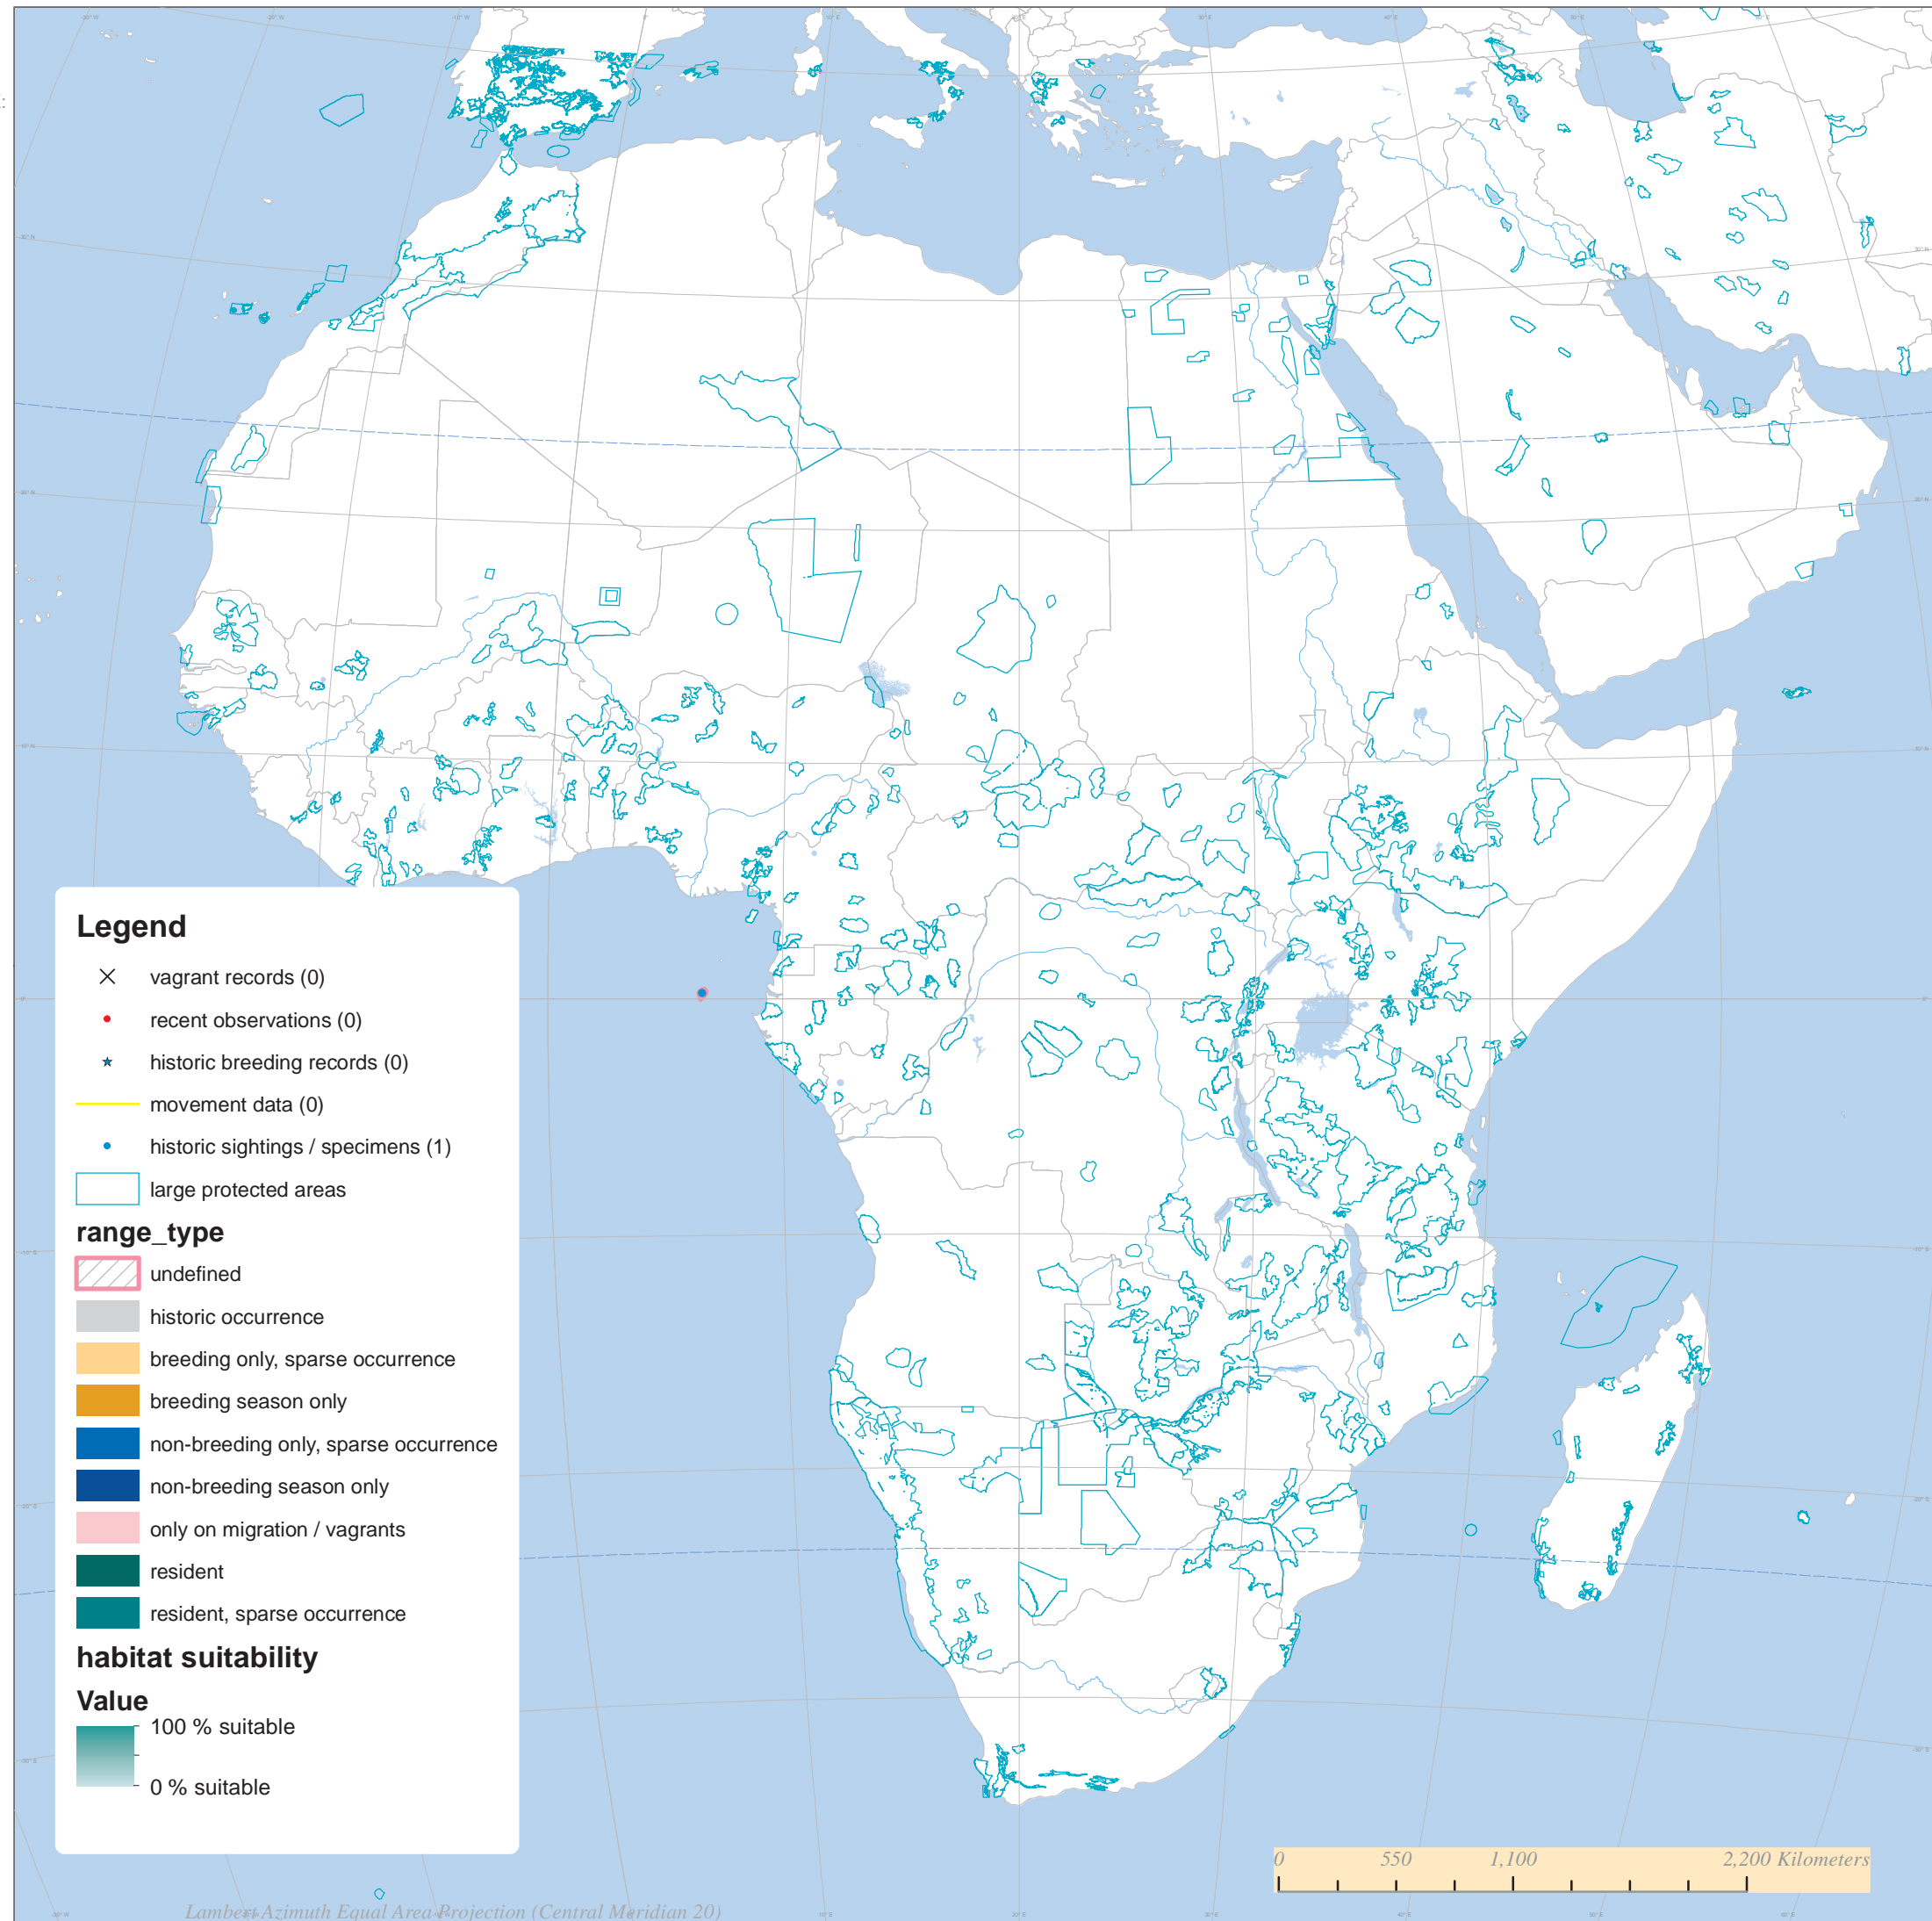 Legend
vagrant records (0)
recent observations (0)
historic breeding records (0)
movement data (0)
historic sightings / specimens (1)
large protected areas
range_type
undefined
historic occurrence
breeding only, sparse occurrence
breeding season only
non-breeding only, sparse occurrence
non-breeding season only
only on migration / vagrants
resident
resident, sparse occurrence
habitat suitability
Value
100 % suitable
0 % suitable
0 550 1,100 2,200 Kilometers
Lambert Azimuth Equal Area Projection (Central Meridian 20)